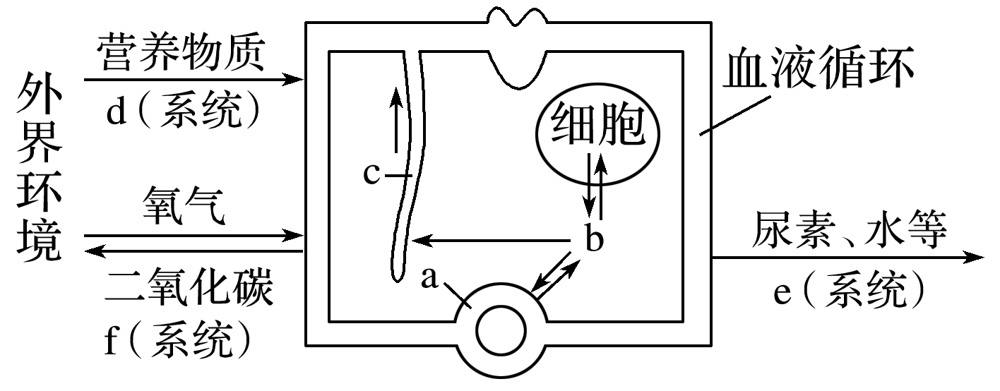 外界环境
营养物质
d（系统）
氧气
二氧化碳
f（系统）
c
a
b
细胞
血液循环
尿素、水等
e（系统）